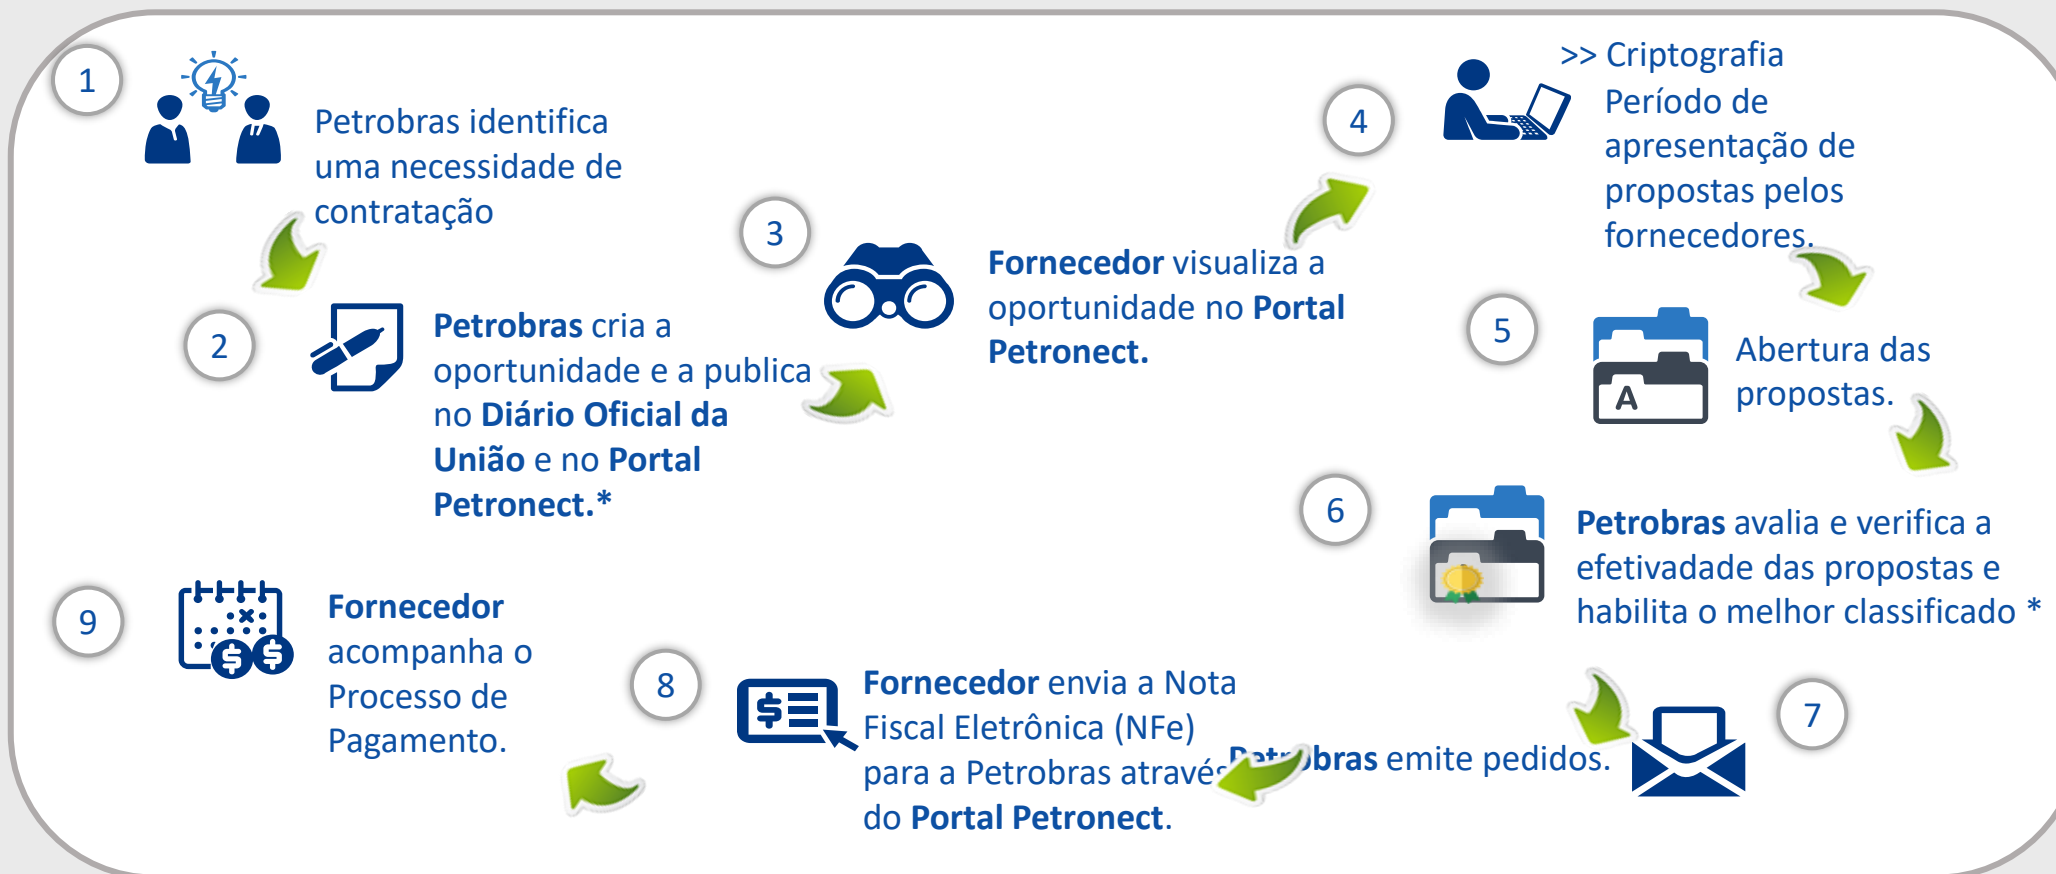 1
Petrobras identifica
uma necessidade de
contratação
2
Petrobras cria a
oportunidade e a publica
no Diário Oficial da
União e no Portal
Petronect.*
3
Fornecedor visualiza a
oportunidade no Portal
Petronect.
4
>> Criptografia
Período de
apresentação de
propostas pelos
fornecedores.
5
A
Abertura das
propostas.
6
Petrobras avalia e verifica a
efetivadade das propostas e
habilita o melhor classificado *
7
Petrobras emite pedidos.
8
$
Fornecedor envia a Nota
Fiscal Eletrônica (NFe)
para a Petrobras através
do Portal Petronect.
9
$ $
Fornecedor
acompanha o
Processo de
Pagamento.